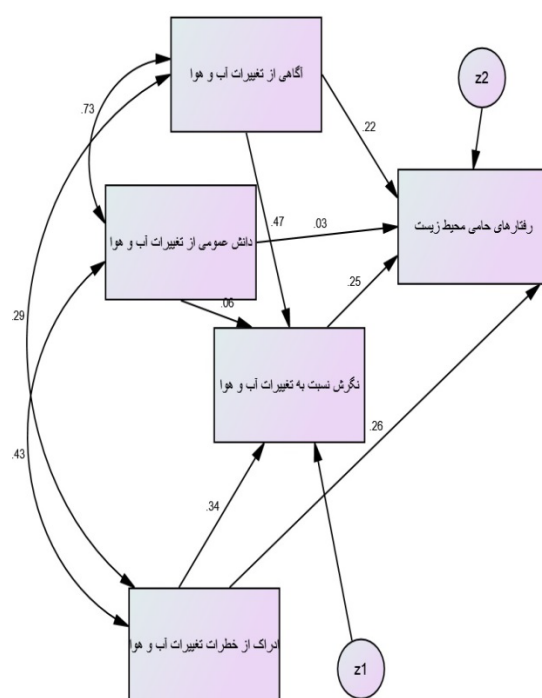 آگاهی از تغییرات آب و هوا
z2
.73
.22
رفتارهای حامی محیط زیست
دانش عمومی از تغییرات آب و هوا
.03
.47
.06
.25
.29
نگرش نسبت به تغییرات آب و هوا
.43
.26
.34
ادراک از خطرات تغییرات آب و هوا
z1